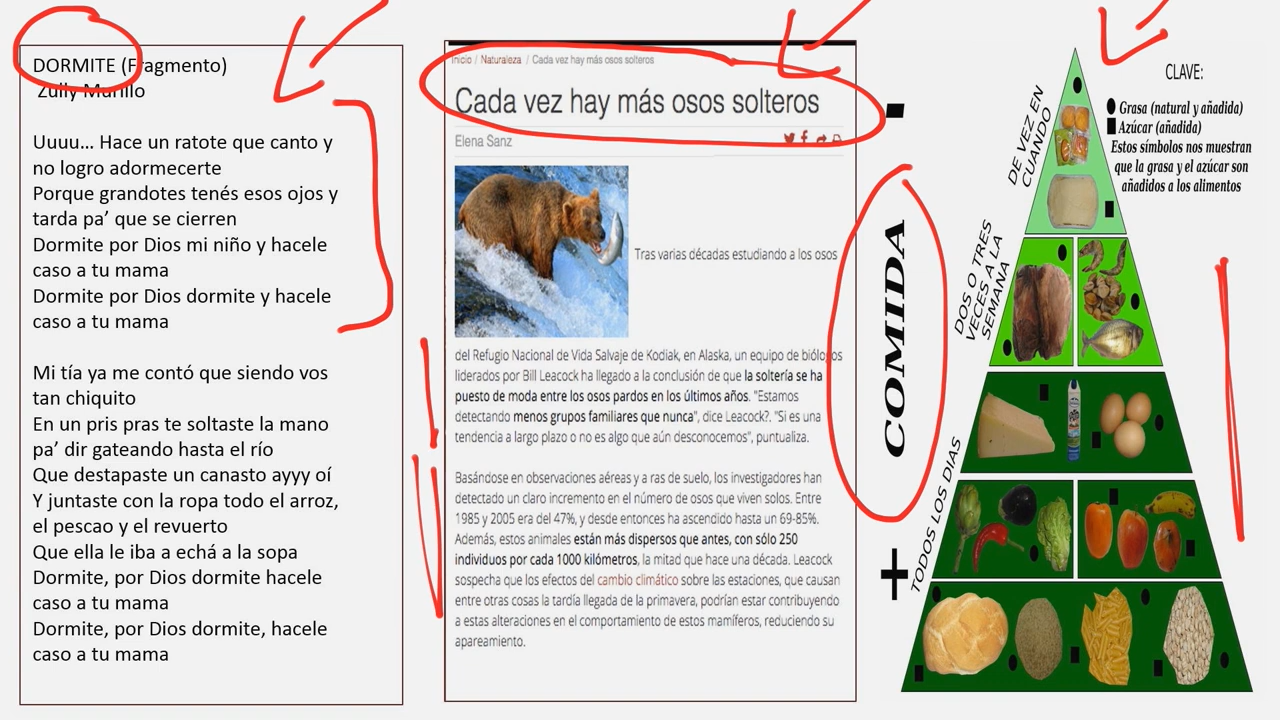 DORMITE (Fragmento)
Zully Murillo
Uuuu... Hace un ratote que canto y
no logro adormecerte
Porque grandotes tenés esos ojos y
tarda pa’ que se cierren
Dormite por Dios mi niño y hacele
caso a tu mama
Dormite por Dios dormite y hacele
caso a tu mama
Mi tía ya me contó que siendo vos
tan chiquito
En un pris pras te soltaste la mano
pa’ dir gateando hasta el río
Que destapaste un canasto ayyy oí
Y juntaste con la ropa todo el arroz,
el pescao y el revuerto
Que ella le iba a echá a la sopa
Dormite, por Dios dormite hacele
caso a tu mama
Dormite, por Dios dormite, hacele
caso a tu mama
Inicio / Naturaleza / Cada vez hay más osos solteros
Cada vez hay más osos solteros
Elena Sanz
Tras varias décadas estudiando a los osos
del Refugio Nacional de Vida Salvaje de Kodiak, en Alaska, un equipo de biólogos
liderados por Bill Leacock ha llegado a la conclusión de que la soltería se ha
puesto de moda entre los osos pardos en los últimos años. "Estamos
detectando menos grupos familiares que nunca", dice Leacock?. "Si es una
tendencia a largo plazo o no es algo que aún desconocemos", puntualiza.
Basándose en observaciones aéreas y a ras de suelo, los investigadores han
detectado un claro incremento en el número de osos que viven solos. Entre
1985 y 2005 era del 47%, y desde entonces ha ascendido hasta un 69-85%.
Además, estos animales están más dispersos que antes, con sólo 250
individuos por cada 1000 kilómetros, la mitad que hace una década. Leacock
sospecha que los efectos del cambio climático sobre las estaciones, que causan
entre otras cosas la tardía llegada de la primavera, podrían estar contribuyendo
a estas alteraciones en el comportamiento de estos mamíferos, reduciendo su
apareamiento.
-
COMIDA
+
DE VEZ EN
CUANDO
DOS O TRES
VECES A LA
SEMANA
TODOS LOS DIAS
CLAVE:
Grasa (natural y añadida)
Azúcar (añadida)
Estos símbolos nos muestran
que la grasa y el azúcar son
añadidos a los alimentos